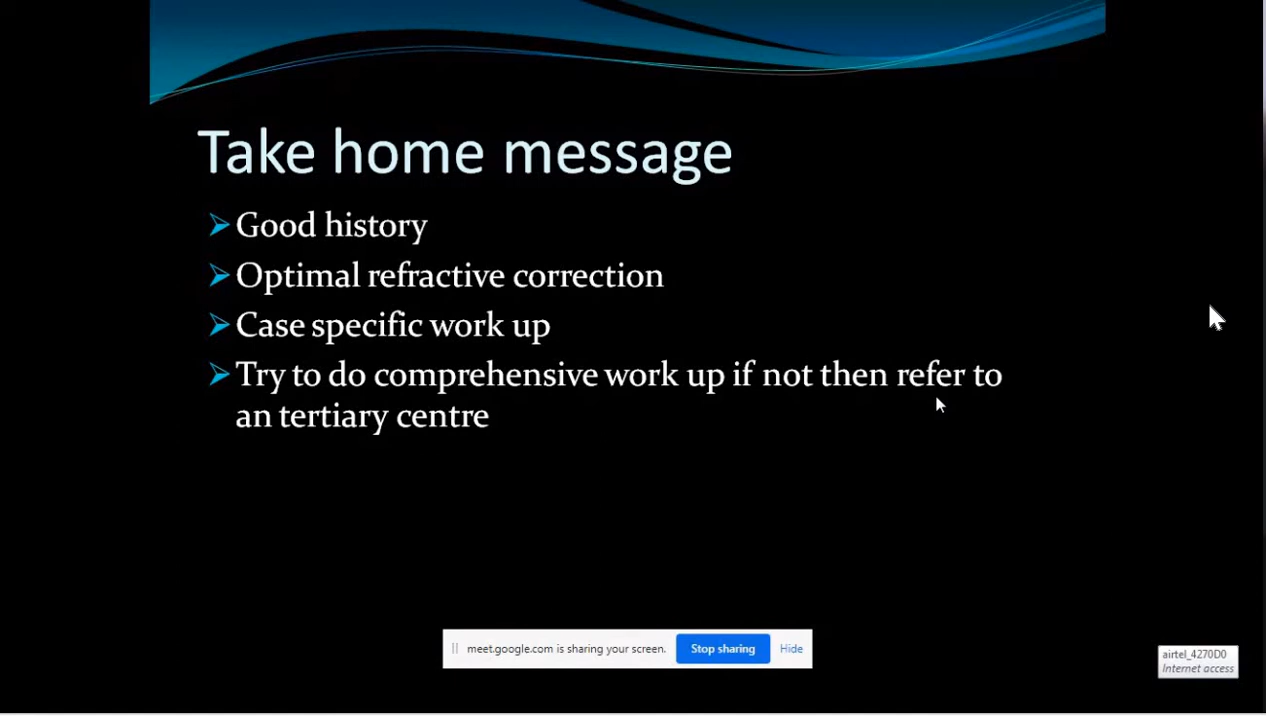 Take home message
Good history
Optimal refractive correction
Case specific work up
Try to do comprehensive work up if not then refer to
an tertiary centre
meet.google.com is sharing your screen. Stop sharing Hide
airtel_4270D0
Internet access